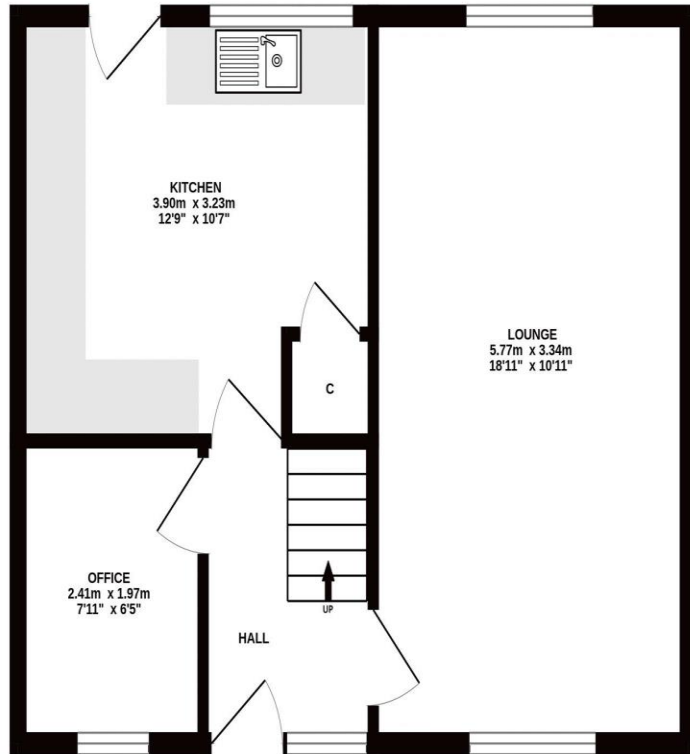 KITCHEN
3.90m x 3.23m
12'9" x 10'7"
LOUNGE
5.77m x 3.34m
18'11" x 10'11"
C
OFFICE
2.41m x 1.97m
7'11" x 6'5"
UP
HALL